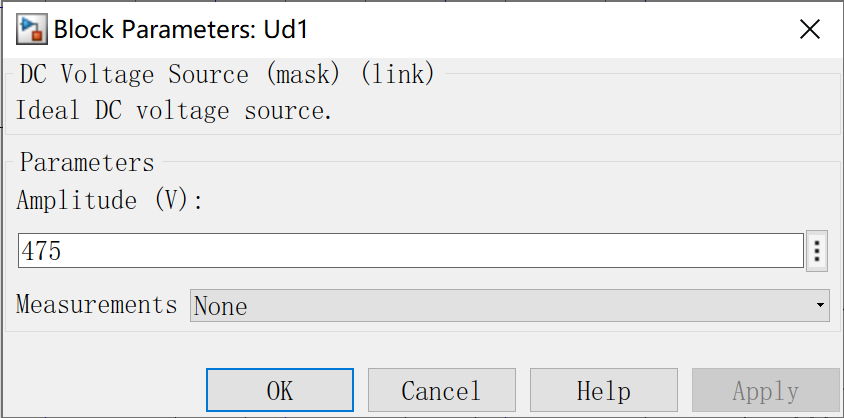 Block Parameters: Ud1
DC Voltage Source (mask) (link)
Ideal DC voltage source.
Parameters
Amplitude (V):
475
Measurements None
OK Cancel Help Apply